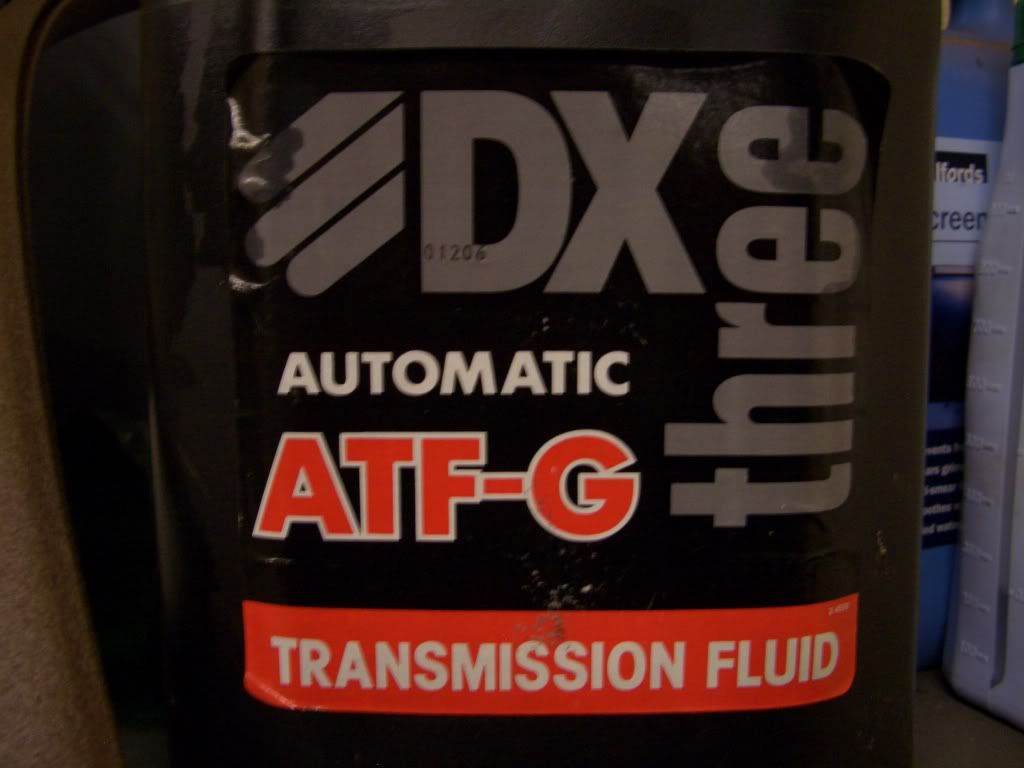 DX
three
01206
AUTOMATIC
ATF-G
TRANSMISSION FLUID
lfords
creen